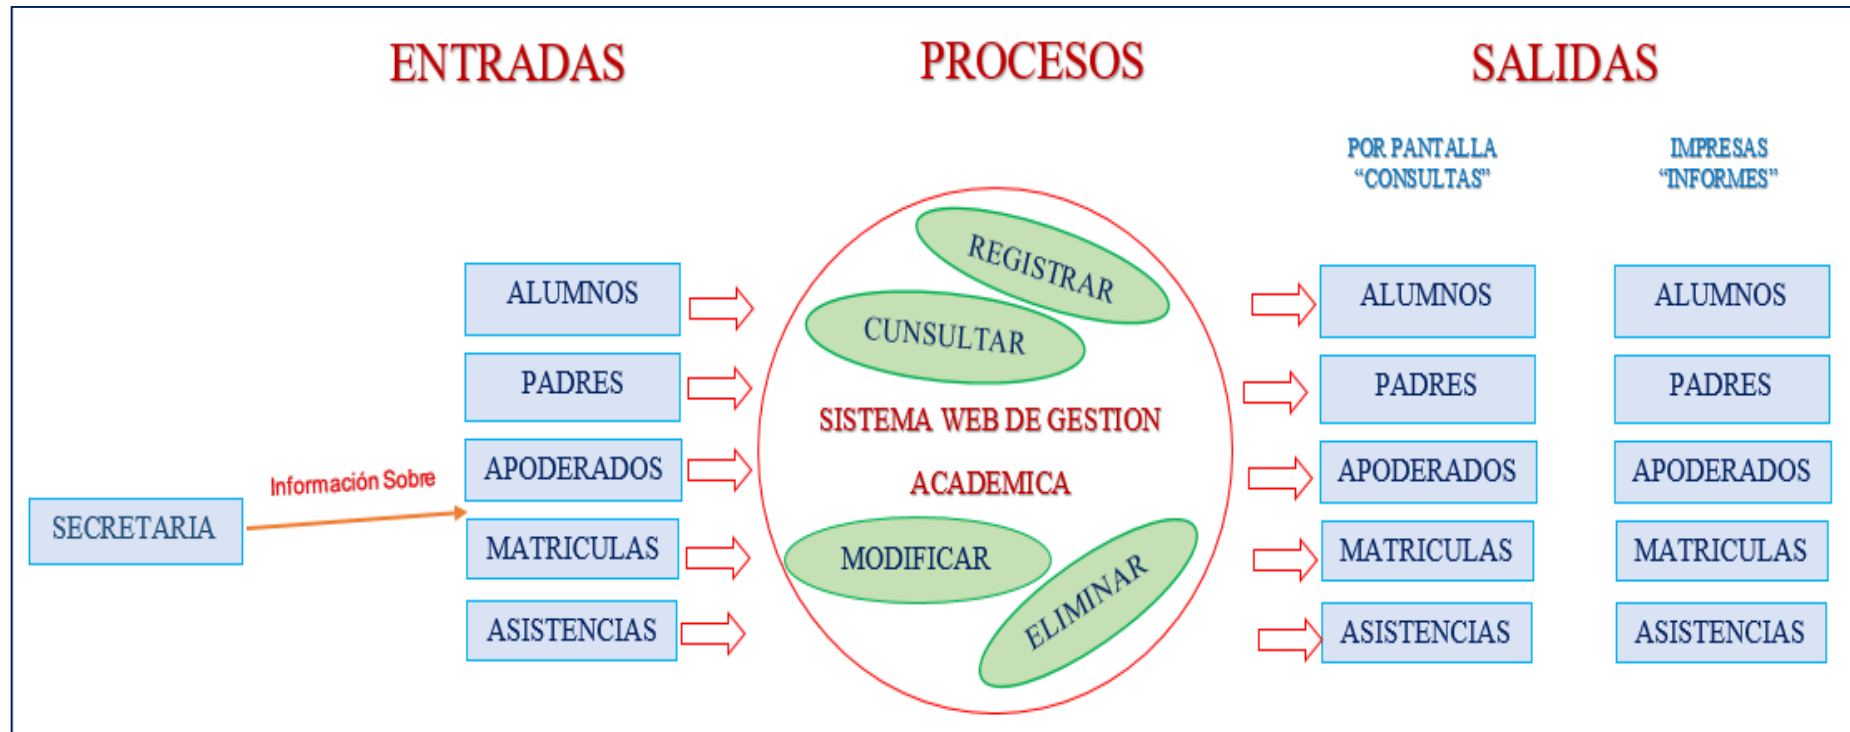 ENTRADAS
PROCESOS
SALIDAS
POR PANTALLA
“CONSULTAS”
IMPRESAS
“INFORMES”
SECRETARIA
Información Sobre
ALUMNOS
PADRES
APODERADOS
MATRICULAS
ASISTENCIAS
REGISTRAR
CUNSULTAR
SISTEMA WEB DE GESTION
ACADEMICA
MODIFICAR
ELIMINAR
ALUMNOS
PADRES
APODERADOS
MATRICULAS
ASISTENCIAS
ALUMNOS
PADRES
APODERADOS
MATRICULAS
ASISTENCIAS